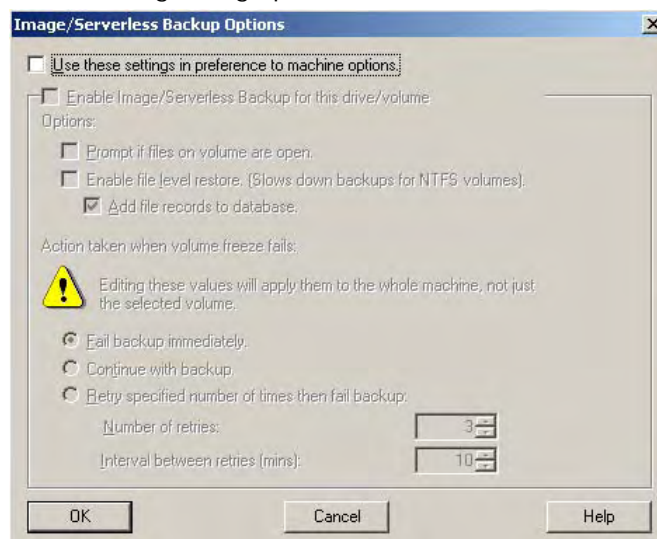 Image/Serverless Backup Options
Use these settings in preference to machine options.
Enable Image/Serverless Backup for this drive/volume
Options:
Prompt if files on volume are open.
Enable file level restore. (Slows down backups for NTFS volumes).
Add file records to database.
Action taken when volume freeze fails:
Editing these values will apply them to the whole machine, not just
the selected volume.
Fail backup immediately.
Continue with backup.
Retry specified number of times then fail backup:
Number of retries: 3
Interval between retries (mins): 10
OK Cancel Help